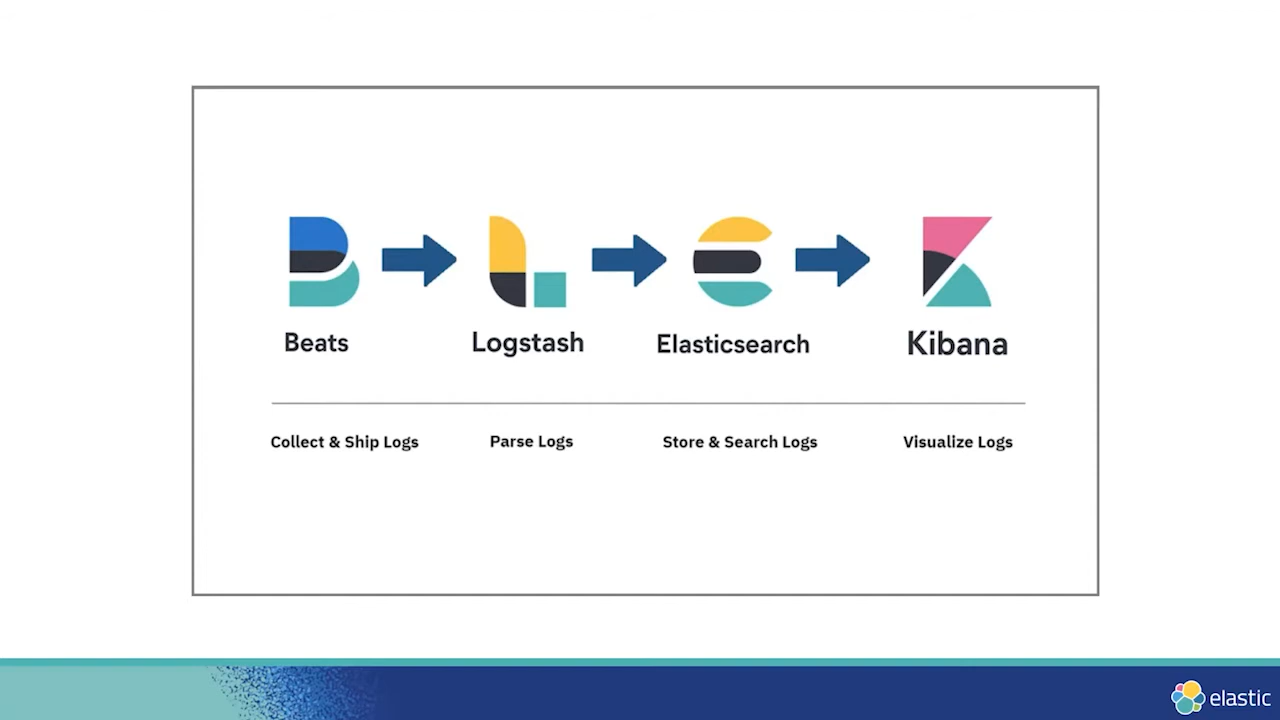 Beats
Logstash
Elasticsearch
Kibana
Collect & Ship Logs
Parse Logs
Store & Search Logs
Visualize Logs
elastic